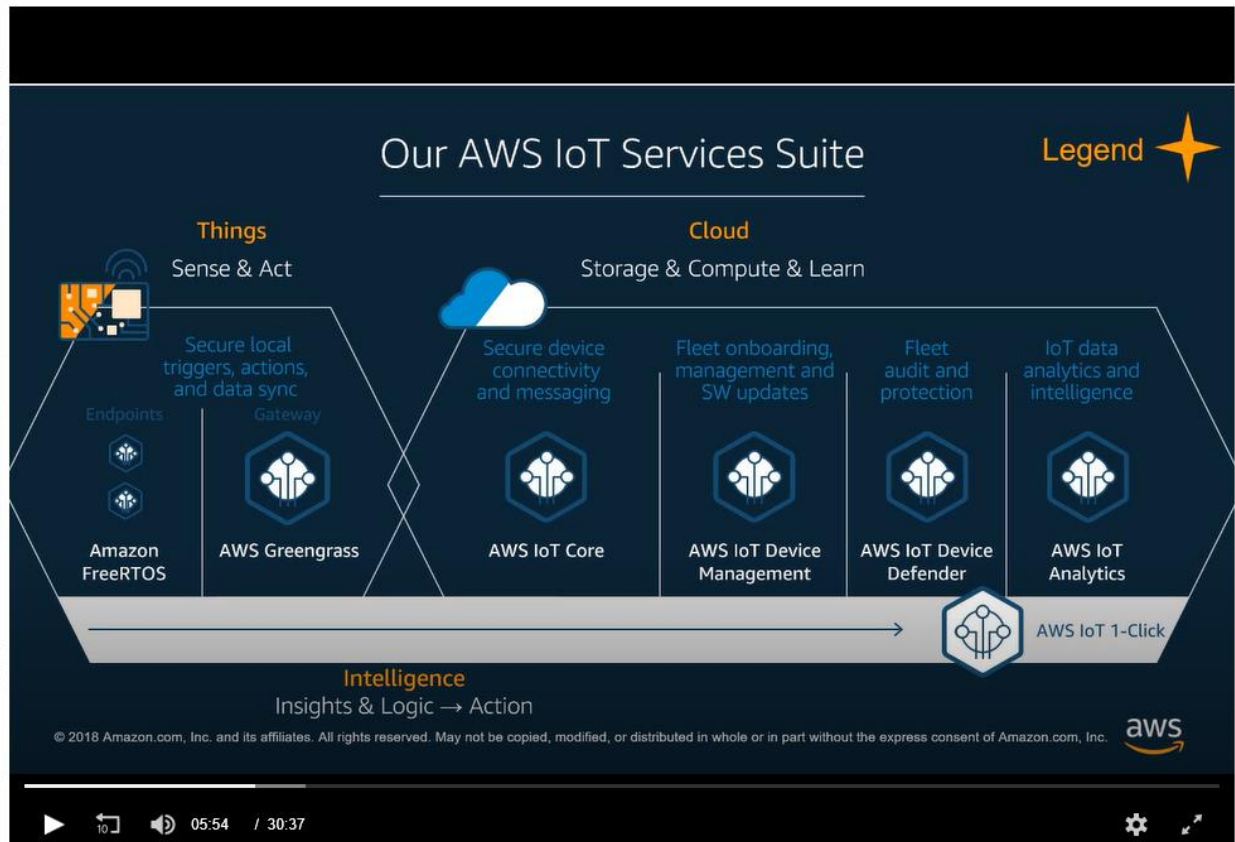 Our AWS IoT Services Suite
Legend
Things
Sense & Act
Cloud
Storage & Compute & Learn
Secure local
triggers, actions,
and data sync
Endpoints
Gateway
Amazon
FreeRTOS
AWS Greengrass
Secure device
connectivity
and messaging
AWS IoT Core
Fleet onboarding,
management and
SW updates
AWS IoT Device
Management
Fleet
audit and
protection
AWS IoT Device
Defender
IoT data
analytics and
intelligence
AWS IoT
Analytics
AWS IoT 1-Click
Intelligence
Insights & Logic → Action
© 2018 Amazon.com, Inc. and its affiliates. All rights reserved. May not be copied, modified, or distributed in whole or in part without the express consent of Amazon.com, Inc.
aws
10
05:54 / 30:37